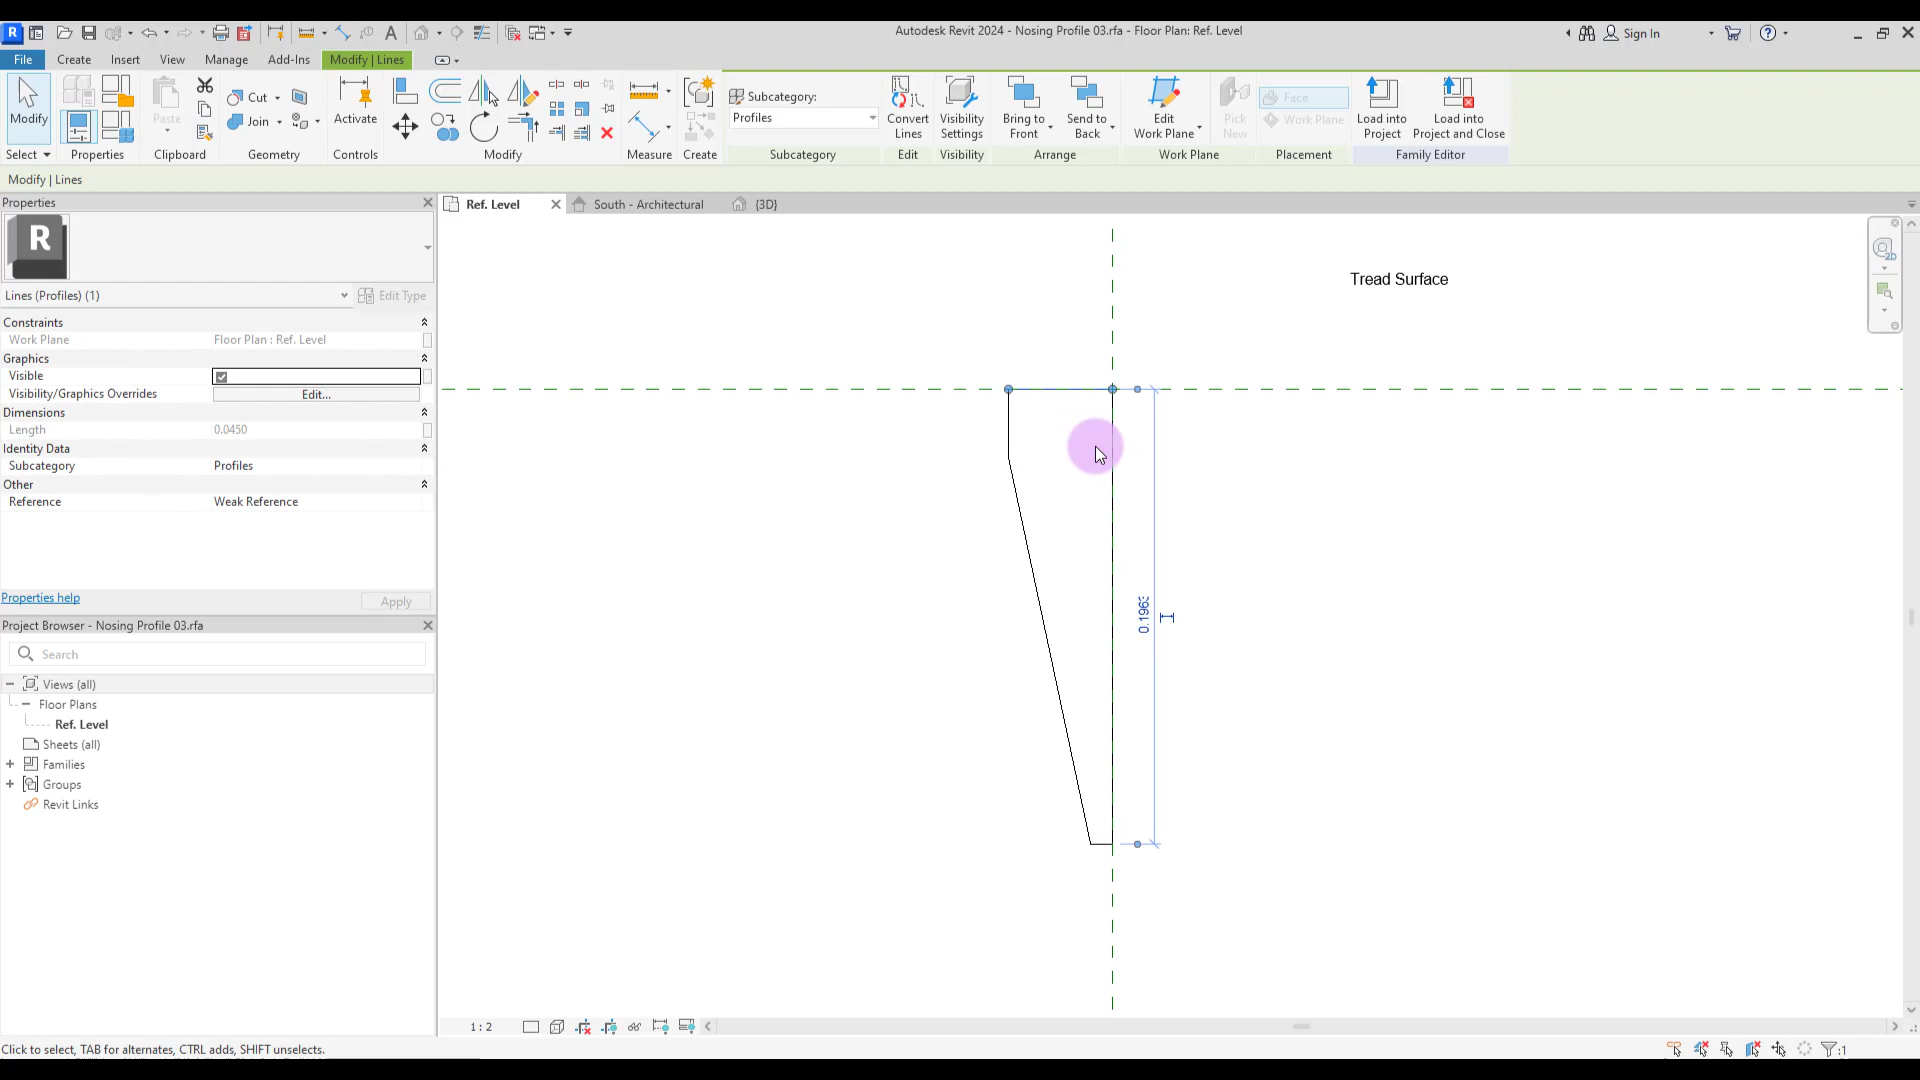 Autodesk Revit 2024 - Nosing Profile 03.rfa - Floor Plan: Ref. Level
Sign In
File
Create
Insert
View
Manage
Add-Ins
Modify | Lines
Modify
Paste
Cut
Join
Activate
Subcategory:
Profiles
Convert
Lines
Visibility
Settings
Bring to
Front
Send to
Back
Edit
Work Plane
Pick
New
Face
Work Plane
Load into
Project
Load into
Project and Close
Select
Properties
Clipboard
Geometry
Controls
Modify
Measure
Create
Subcategory
Edit
Visibility
Arrange
Work Plane
Placement
Family Editor
Modify | Lines
Properties
R
Lines (Profiles) (1)
Edit Type
Constraints
Work Plane
Floor Plan : Ref. Level
Graphics
Visible
Visibility/Graphics Overrides
Edit...
Dimensions
Length
0.0450
Identity Data
Subcategory
Profiles
Other
Reference
Weak Reference
Properties help
Apply
Project Browser - Nosing Profile 03.rfa
Search
Views (all)
Floor Plans
Ref. Level
Sheets (all)
Families
Groups
Revit Links
Ref. Level
South - Architectural
{3D}
Tread Surface
2D
1 : 2
Click to select, TAB for alternates, CTRL adds, SHIFT unselects.
:1